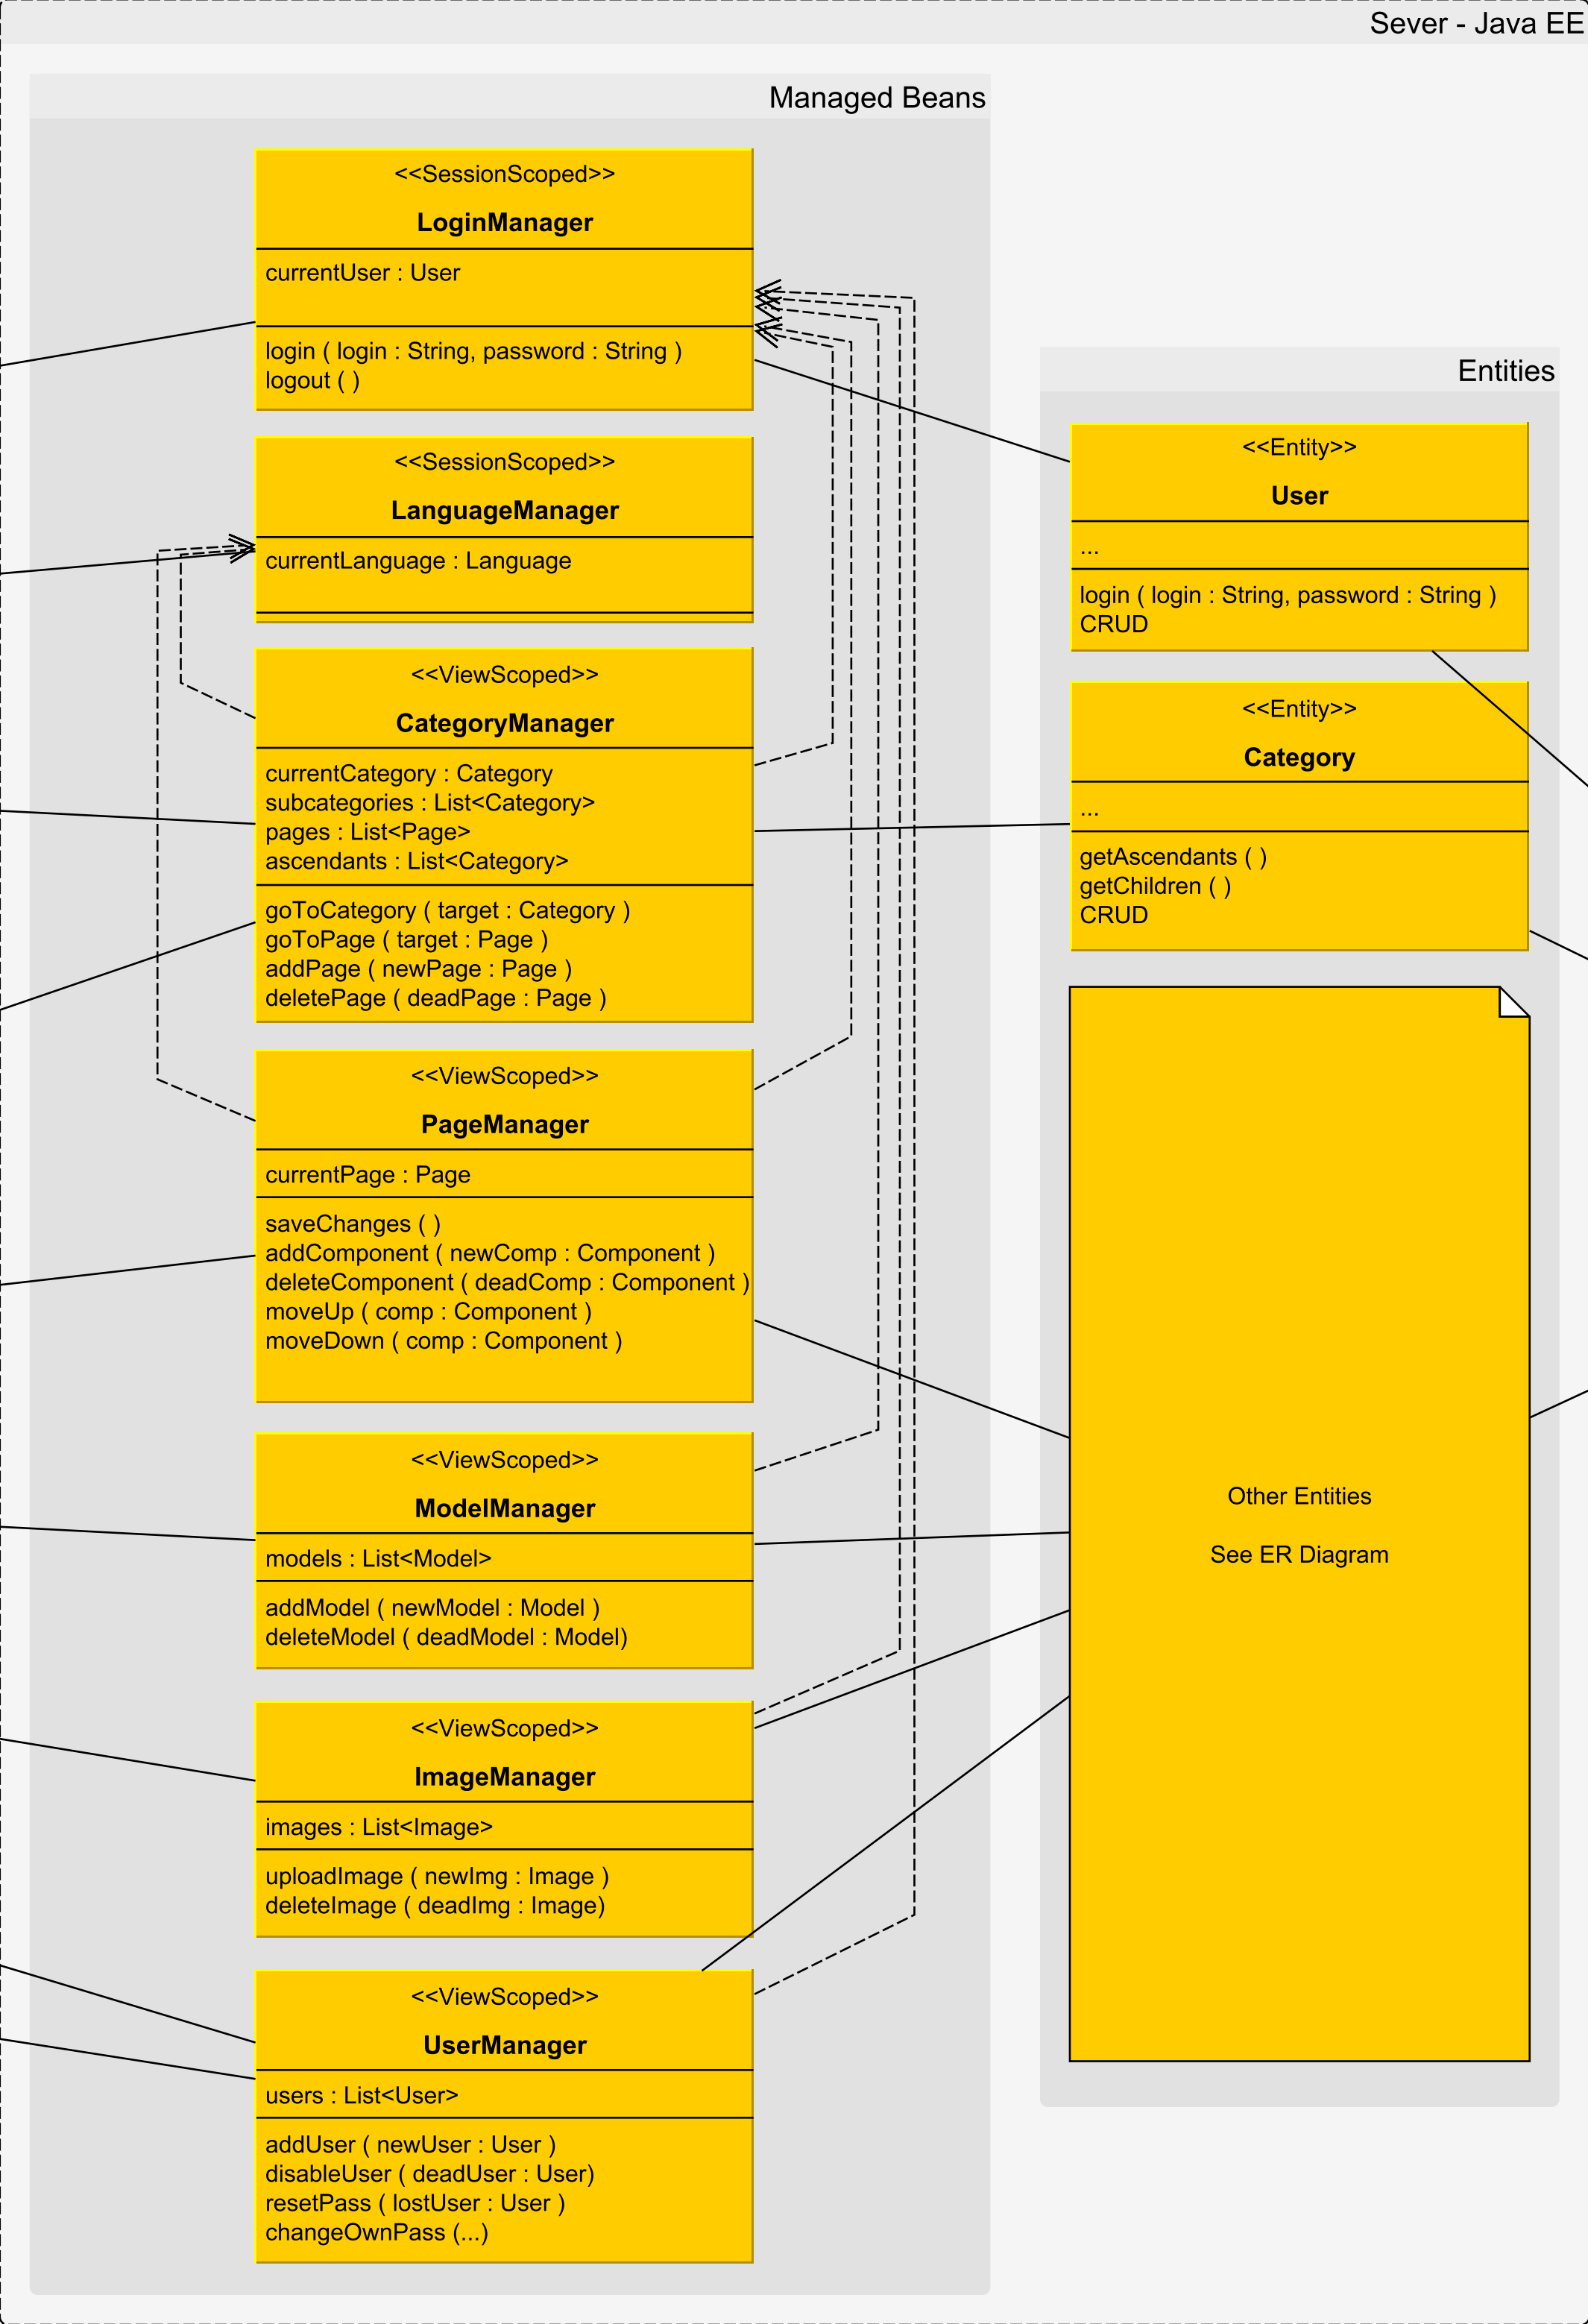 Sever - Java EE
Managed Beans
<<SessionScoped>>
LoginManager
currentUser : User
login ( login : String, password : String )
logout ( )
<<SessionScoped>>
LanguageManager
currentLanguage : Language
<<ViewScoped>>
CategoryManager
currentCategory : Category
subcategories : List<Category>
pages : List<Page>
ascendants : List<Category>
goToCategory ( target : Category )
goToPage ( target : Page )
addPage ( newPage : Page )
deletePage ( deadPage : Page )
<<ViewScoped>>
PageManager
currentPage : Page
saveChanges ( )
addComponent ( newComp : Component )
deleteComponent ( deadComp : Component )
moveUp ( comp : Component )
moveDown ( comp : Component )
<<ViewScoped>>
ModelManager
models : List<Model>
addModel ( newModel : Model )
deleteModel ( deadModel : Model)
<<ViewScoped>>
ImageManager
images : List<Image>
uploadImage ( newImg : Image )
deleteImage ( deadImg : Image)
<<ViewScoped>>
UserManager
users : List<User>
addUser ( newUser : User )
disableUser ( deadUser : User)
resetPass ( lostUser : User )
changeOwnPass (...)
Entities
<<Entity>>
User
...
login ( login : String, password : String )
CRUD
<<Entity>>
Category
...
getAscendants ( )
getChildren ( )
CRUD
Other Entities
See ER Diagram